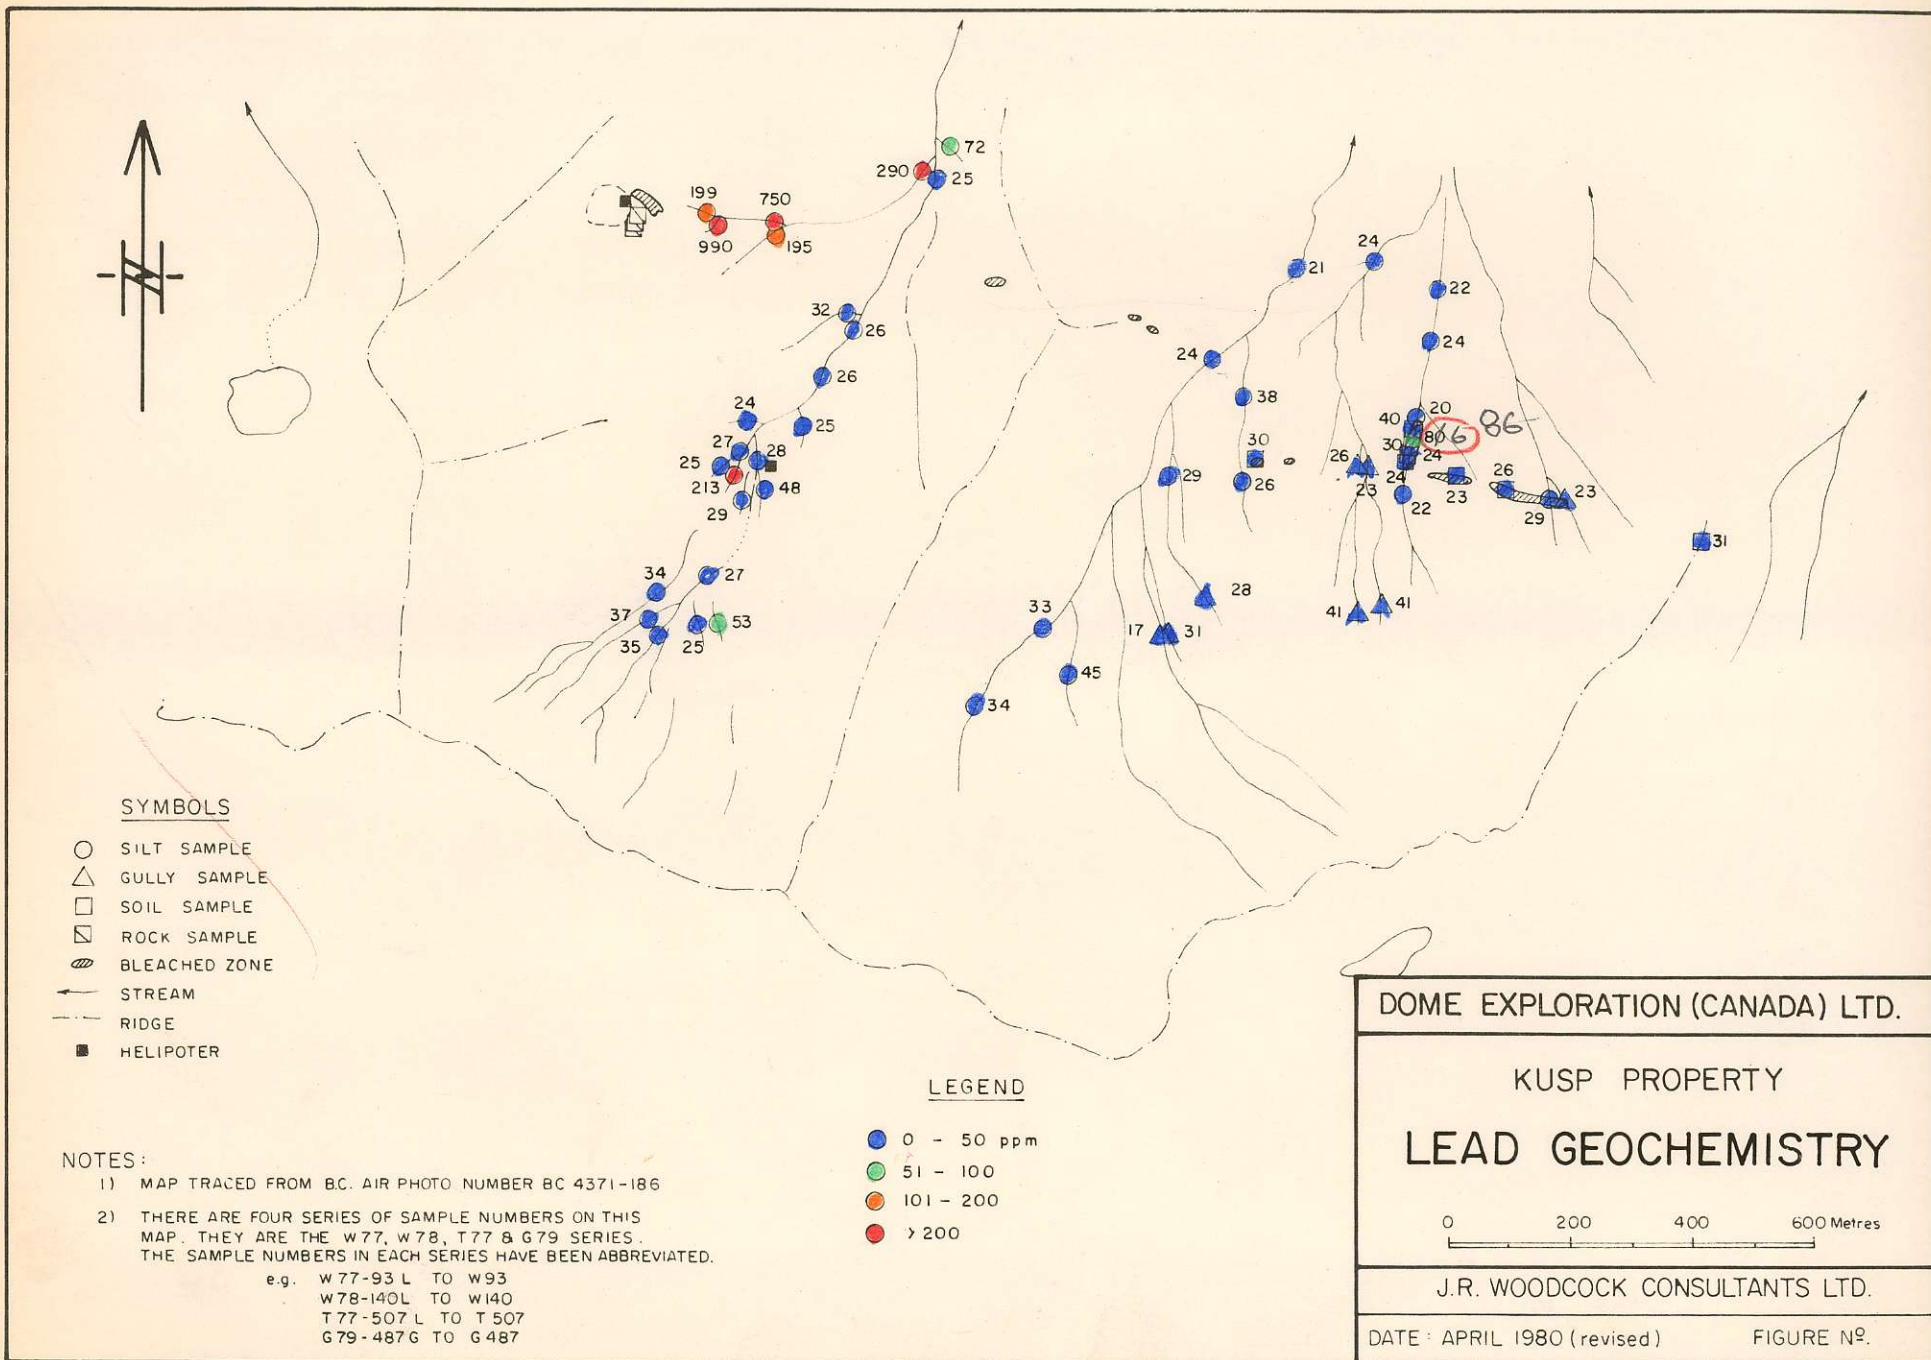 72
290
25
199
750
990
195
24
21
22
32
26
24
24
26
38
24
25
20
40
86
80
30
27
28
25
30
26
24
24
26
23
213
48
29
26
23
22
23
29
29
31
34
27
28
37
53
33
41
41
35
25
17
31
45
34
SYMBOLS
SILT SAMPLE
GULLY SAMPLE
SOIL SAMPLE
ROCK SAMPLE
BLEACHED ZONE
STREAM
RIDGE
HELIPOTER
LEGEND
0 - 50 ppm
51 - 100
101 - 200
>200
NOTES:
1) MAP TRACED FROM B.C. AIR PHOTO NUMBER BC 4371-186
2) THERE ARE FOUR SERIES OF SAMPLE NUMBERS ON THIS
MAP. THEY ARE THE W77, W78, T77 & G79 SERIES.
THE SAMPLE NUMBERS IN EACH SERIES HAVE BEEN ABBREVIATED.
e.g. W77-93 L TO W93
W78-140L TO W140
T77-507 L TO T507
G79-487G TO G487
DOME EXPLORATION (CANADA) LTD.
KUSP PROPERTY
LEAD GEOCHEMISTRY
0 200 400 600 Metres
J.R. WOODCOCK CONSULTANTS LTD.
DATE: APRIL 1980 (revised) FIGURE Nº.